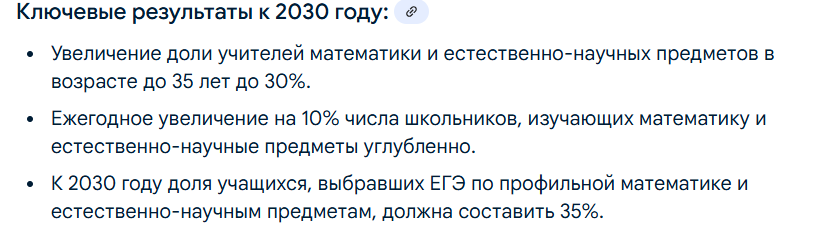 Ключевые результаты к 2030 году:
• Увеличение доли учителей математики и естественно-научных предметов в
возрасте до 35 лет до 30%.
• Ежегодное увеличение на 10% числа школьников, изучающих математику и
естественно-научные предметы углубленно.
• К 2030 году доля учащихся, выбравших ЕГЭ по профильной математике и
естественно-научным предметам, должна составить 35%.